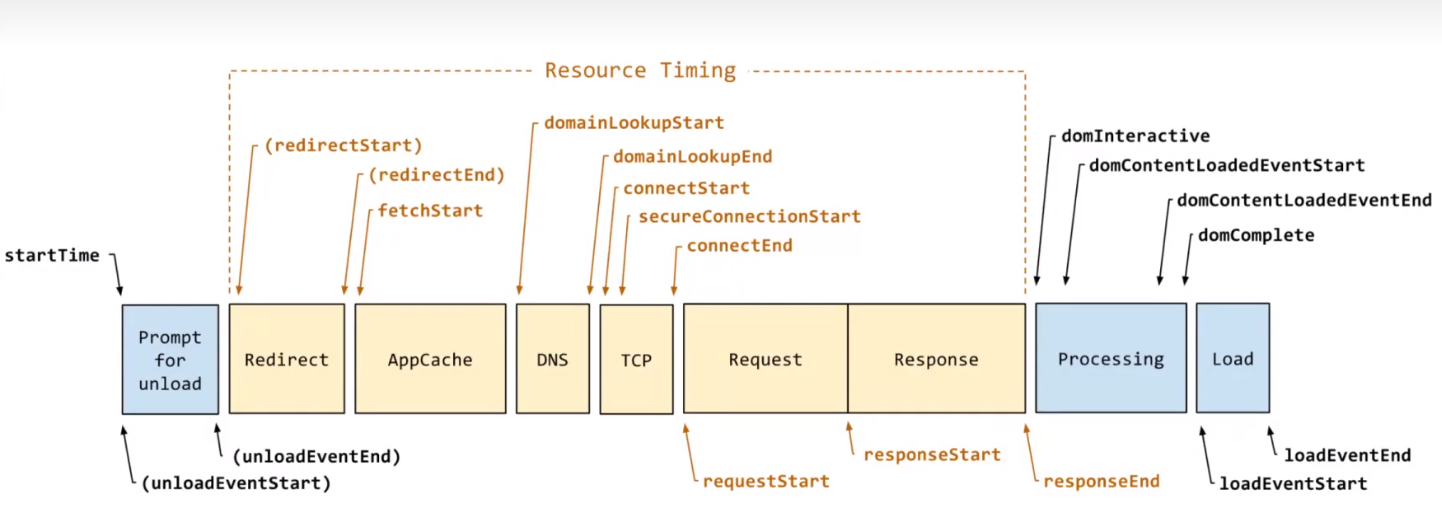 Resource Timing
domainLookupStart
(redirectStart)
domInteractive
domainLookupEnd
domContentLoadedEventStart
(redirectEnd)
connectStart
domContentLoadedEventEnd
fetchStart
secureConnectionStart
domComplete
connectEnd
startTime
Prompt
for
unload
Redirect
AppCache
DNS
TCP
Request
Response
Processing
Load
(unloadEventEnd)
responseStart
loadEventEnd
(unloadEventStart)
requestStart
responseEnd
loadEventStart